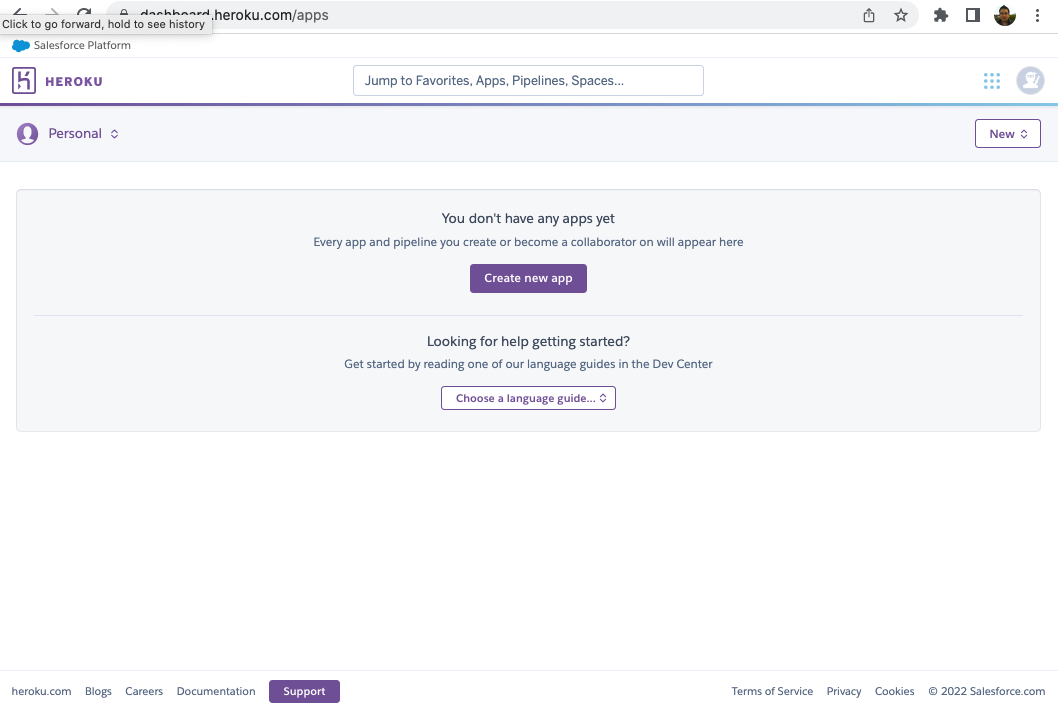 dashboard.heroku.com/apps
Click to go forward, hold to see history
Salesforce Platform
HEROKU
Jump to Favorites, Apps, Pipelines, Spaces...
Personal
New
You don't have any apps yet
Every app and pipeline you create or become a collaborator on will appear here
Create new app
Looking for help getting started?
Get started by reading one of our language guides in the Dev Center
Choose a language guide...
heroku.com Blogs Careers Documentation Support Terms of Service Privacy Cookies © 2022 Salesforce.com